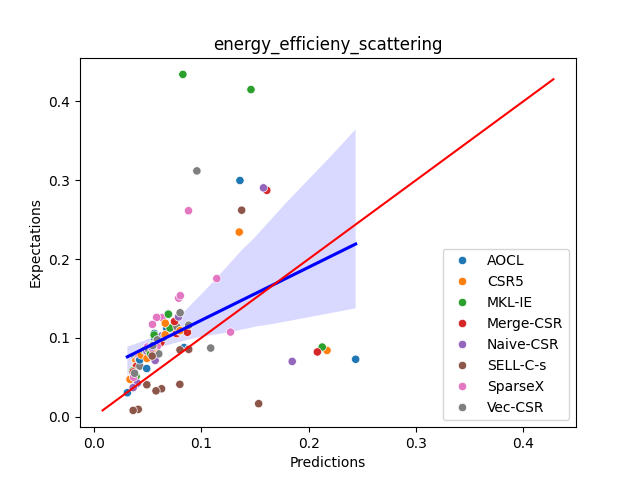 energy_efficieny_scattering
0.4
0.3
0.2
0.1
0.0
Expectations
0.0 0.1 0.2 0.3 0.4
Predictions
AOCL
CSR5
MKL-IE
Merge-CSR
Naive-CSR
SELL-C-s
SparseX
Vec-CSR